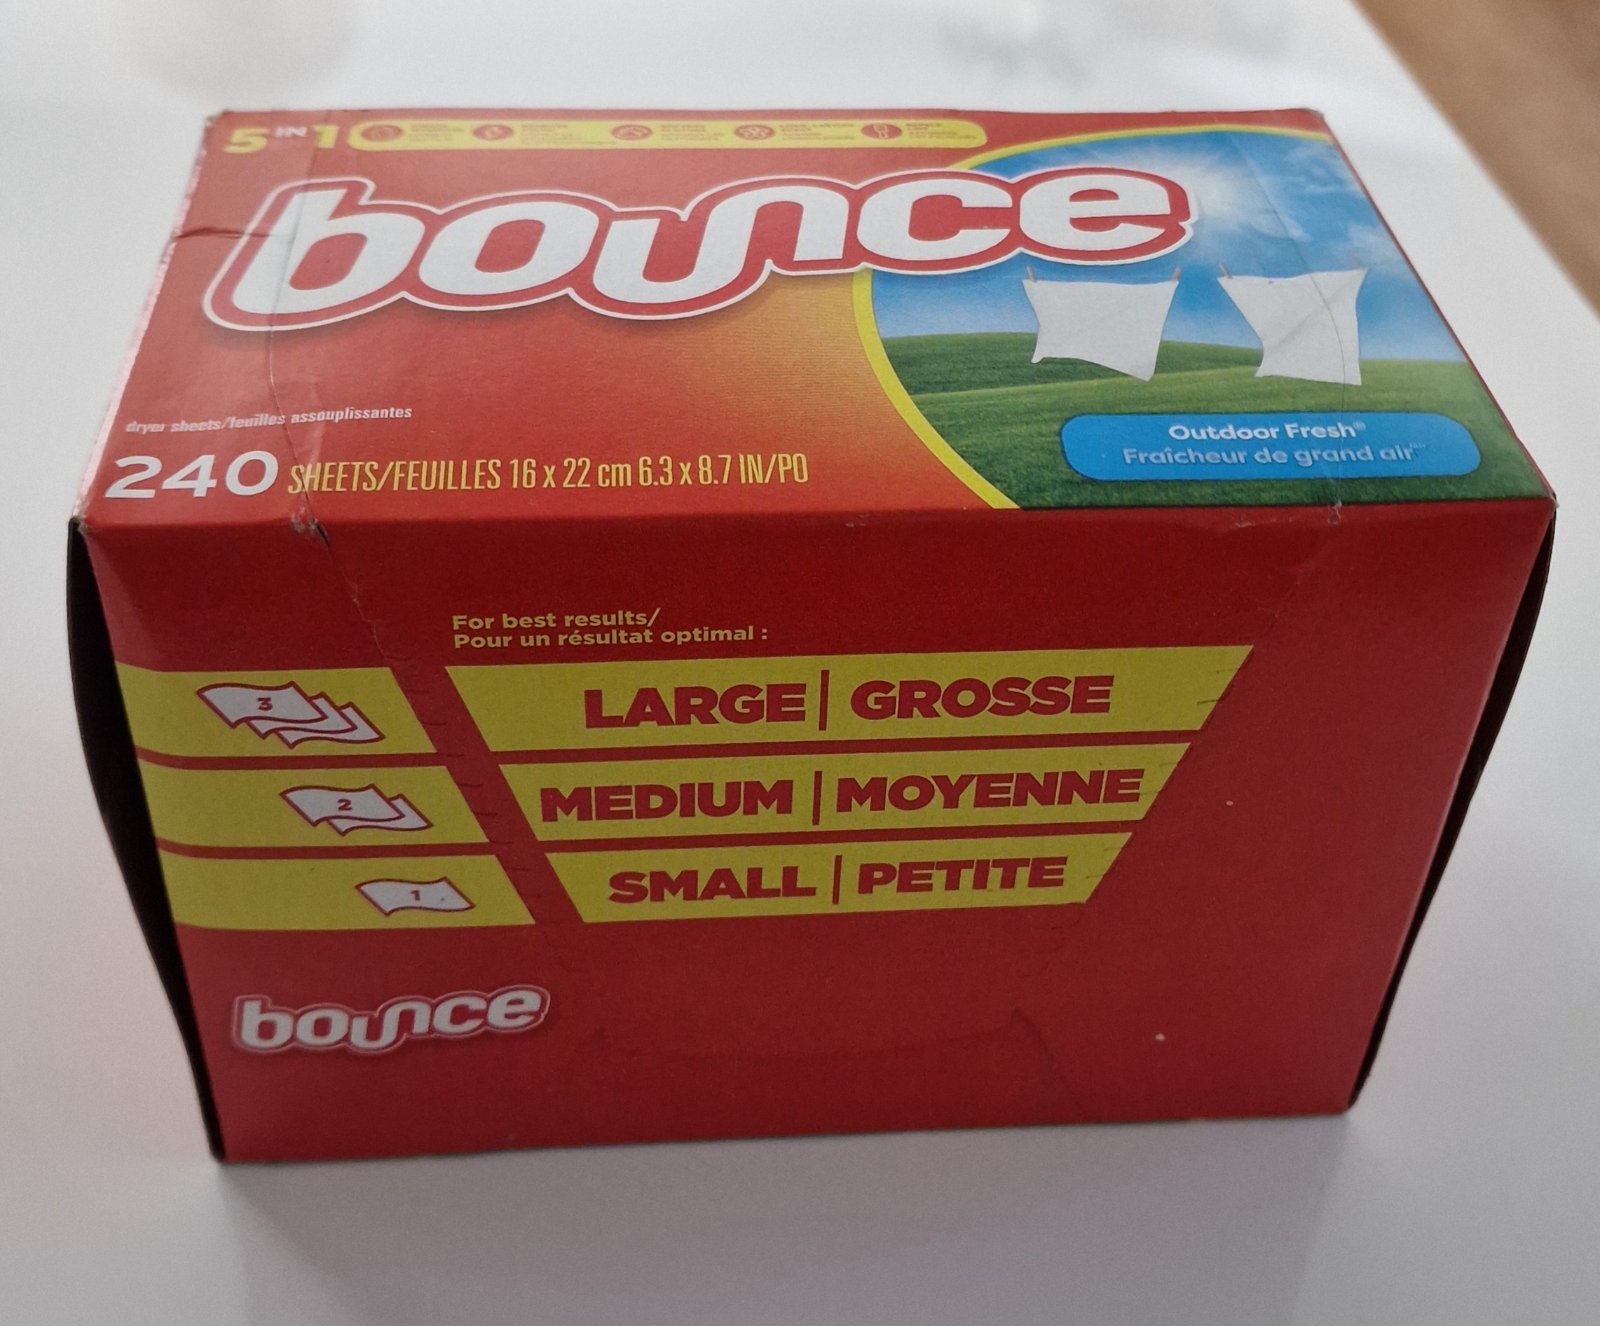 5 IN 1
bounce
dryer sheets/feuilles assouplissantes
240 SHEETS/FEUILLES 16 x 22 cm 6.3 x 8.7 IN/PO
Outdoor Fresh®
Fraîcheur de grand air
For best results/
Pour un résultat optimal :
3 LARGE | GROSSE
2 MEDIUM | MOYENNE
1 SMALL | PETITE
bounce